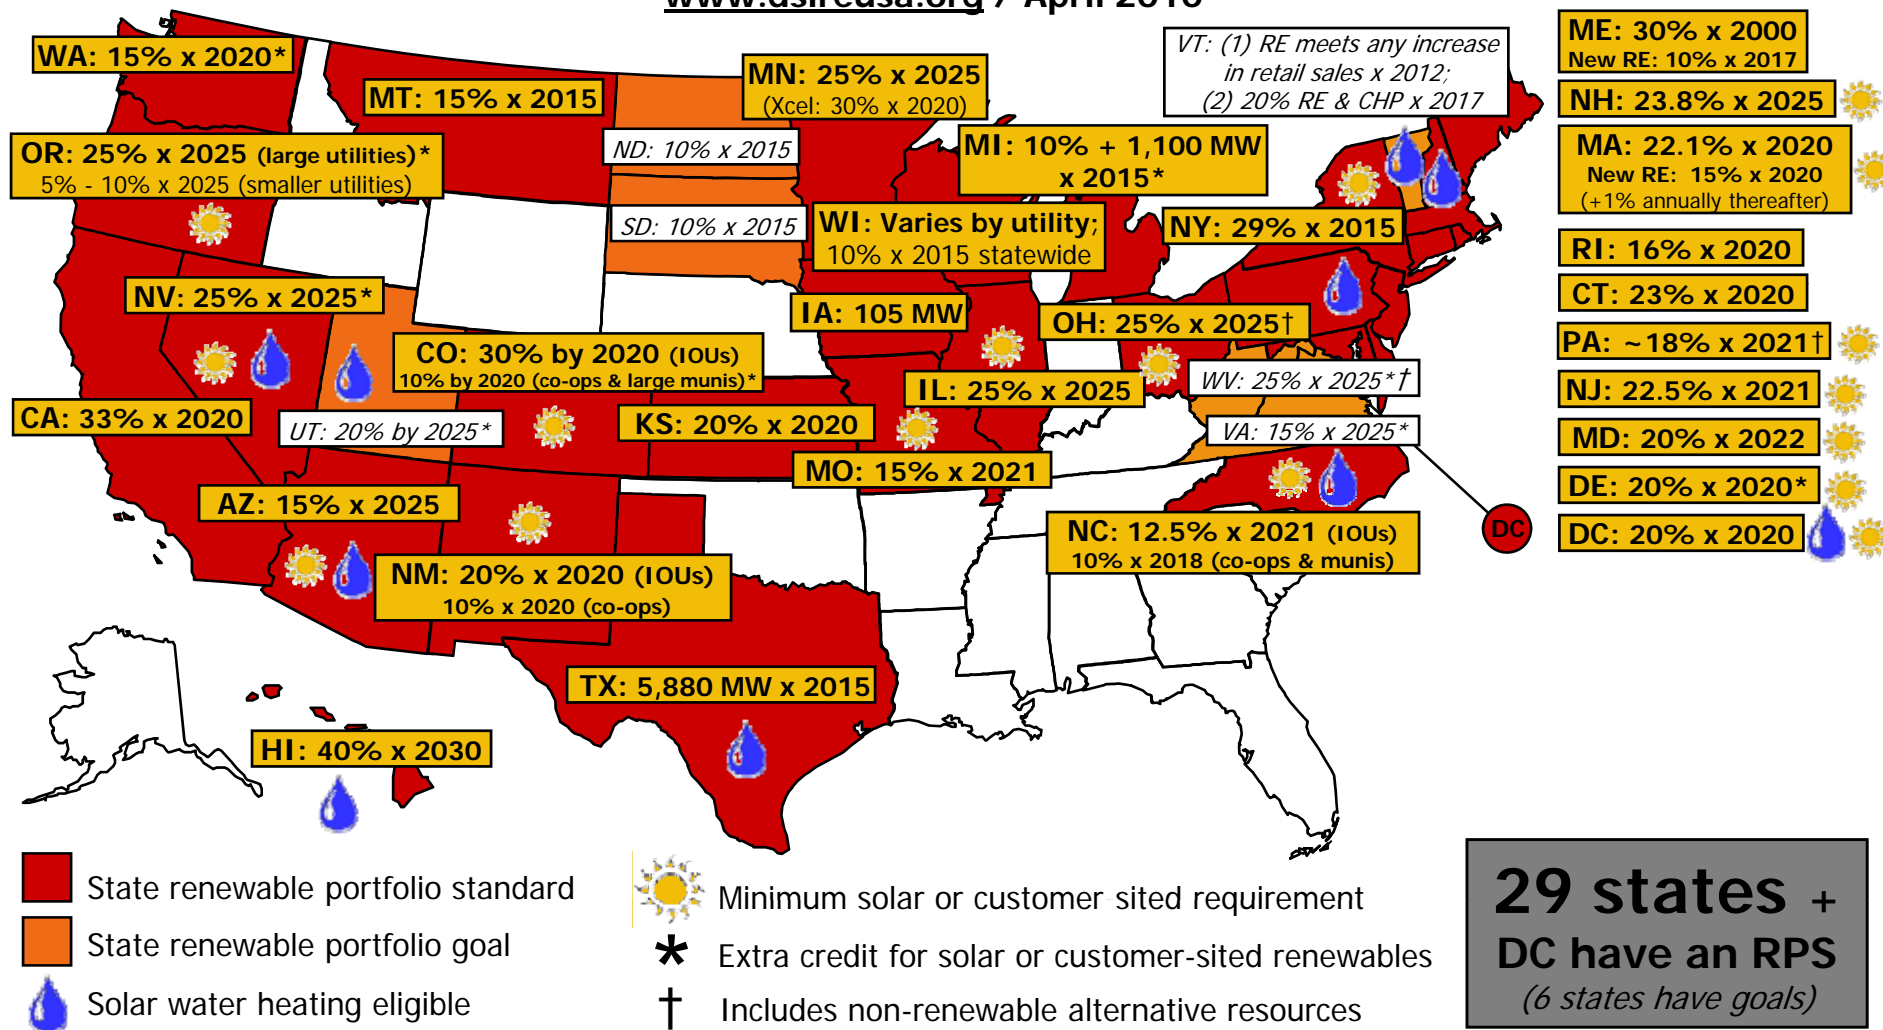 www.dsireusa.org / April 2010
WA: 15% x 2020*
MT: 15% x 2015
MN: 25% x 2025
(Xcel: 30% x 2020)
VT: (1) RE meets any increase
in retail sales x 2012;
(2) 20% RE & CHP x 2017
ME: 30% x 2000
New RE: 10% x 2017
NH: 23.8% x 2025
OR: 25% x 2025 (large utilities)*
5% - 10% x 2025 (smaller utilities)
ND: 10% x 2015
MI: 10% + 1,100 MW
x 2015*
MA: 22.1% x 2020
New RE: 15% x 2020
(+1% annually thereafter)
SD: 10% x 2015
WI: Varies by utility;
10% x 2015 statewide
NY: 29% x 2015
RI: 16% x 2020
NV: 25% x 2025*
IA: 105 MW
OH: 25% x 2025†
CT: 23% x 2020
CO: 30% by 2020 (IOUs)
10% by 2020 (co-ops & large munis)*
PA: ~18% x 2021†
WV: 25% x 2025*†
IL: 25% x 2025
NJ: 22.5% x 2021
CA: 33% x 2020
UT: 20% by 2025*
KS: 20% x 2020
VA: 15% x 2025*
MD: 20% x 2022
MO: 15% x 2021
DE: 20% x 2020*
AZ: 15% x 2025
NC: 12.5% x 2021 (IOUs)
10% x 2018 (co-ops & munis)
DC
DC: 20% x 2020
NM: 20% x 2020 (IOUs)
10% x 2020 (co-ops)
TX: 5,880 MW x 2015
HI: 40% x 2030
State renewable portfolio standard
State renewable portfolio goal
Solar water heating eligible
Minimum solar or customer sited requirement
* Extra credit for solar or customer-sited renewables
† Includes non-renewable alternative resources
29 states +
DC have an RPS
(6 states have goals)